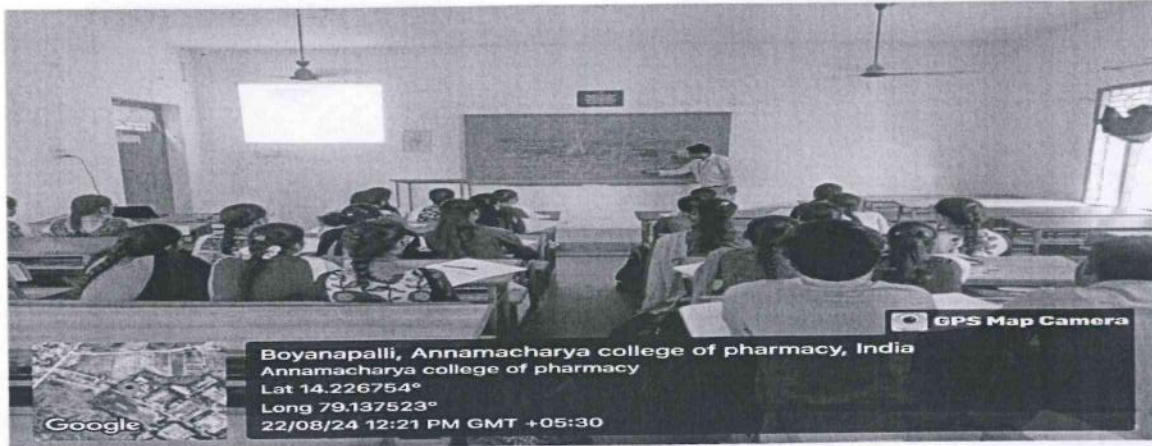 GPS Map Camera
Boyanapalli, Annamacharya college of pharmacy, India
Annamacharya college of pharmacy
Lat 14.226754°
Long 79.137523°
22/08/24 12:21 PM GMT +05:30
Google